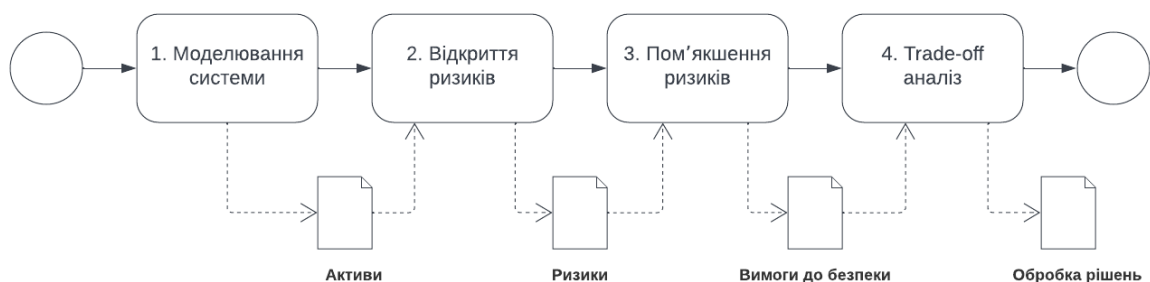 1. Моделювання
системи
2. Відкриття
ризиків
3. Пом’якшення
ризиків
4. Trade-off
аналіз
Активи
Ризики
Вимоги до безпеки
Обробка рішень